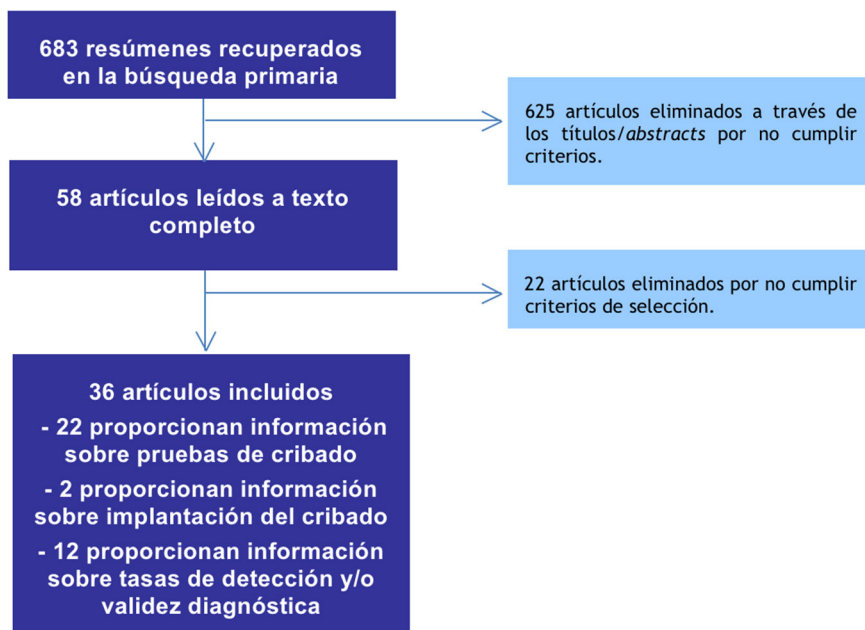 683 resúmenes recuperados
en la búsqueda primaria
625 artículos eliminados a través de
los títulos/abstracts por no cumplir
criterios.
58 artículos leídos a texto
completo
22 artículos eliminados por no cumplir
criterios de selección.
36 artículos incluidos
- 22 proporcionan información
sobre pruebas de cribado
- 2 proporcionan información
sobre implantación del cribado
- 12 proporcionan información
sobre tasas de detección y/o
validez diagnóstica